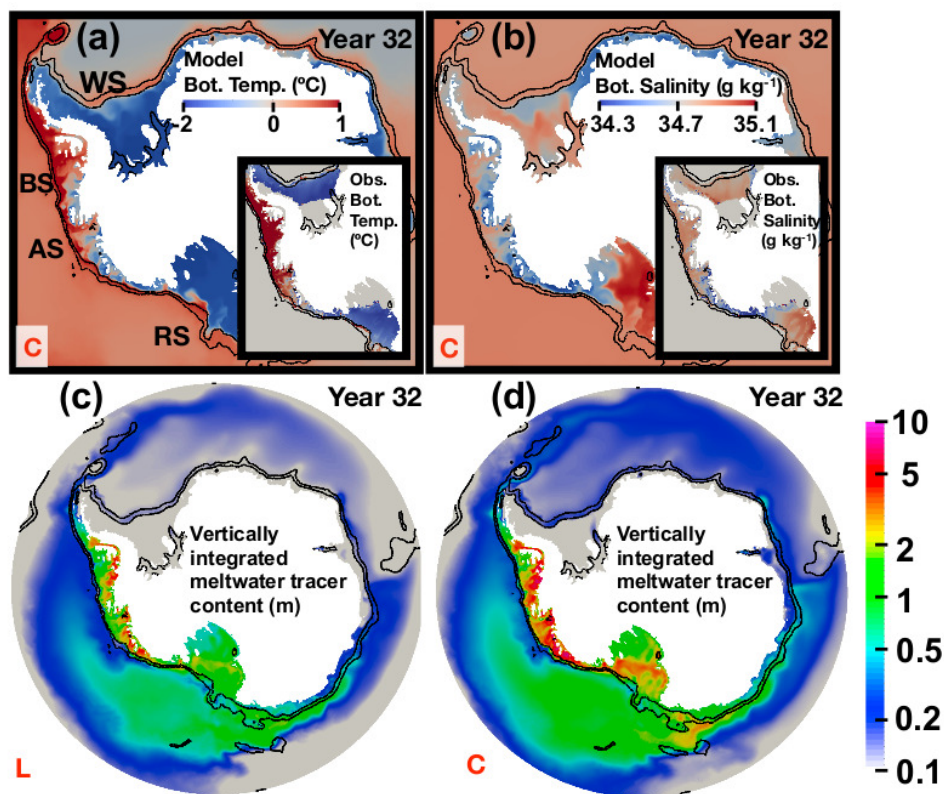 (a)
Year 32
WS
Model
Bot. Temp. (ºC)
-2
0
1
BS
AS
RS
Obs.
Bot.
Temp.
(ºC)
C
(b)
Year 32
Model
Bot. Salinity (g kg⁻¹)
34.3
34.7
35.1
Obs.
Bot.
Salinity
(g kg⁻¹)
C
(c)
Year 32
Vertically
integrated
meltwater tracer
content (m)
L
(d)
Year 32
Vertically
integrated
meltwater tracer
content (m)
C
10
5
2
1
0.5
0.2
0.1